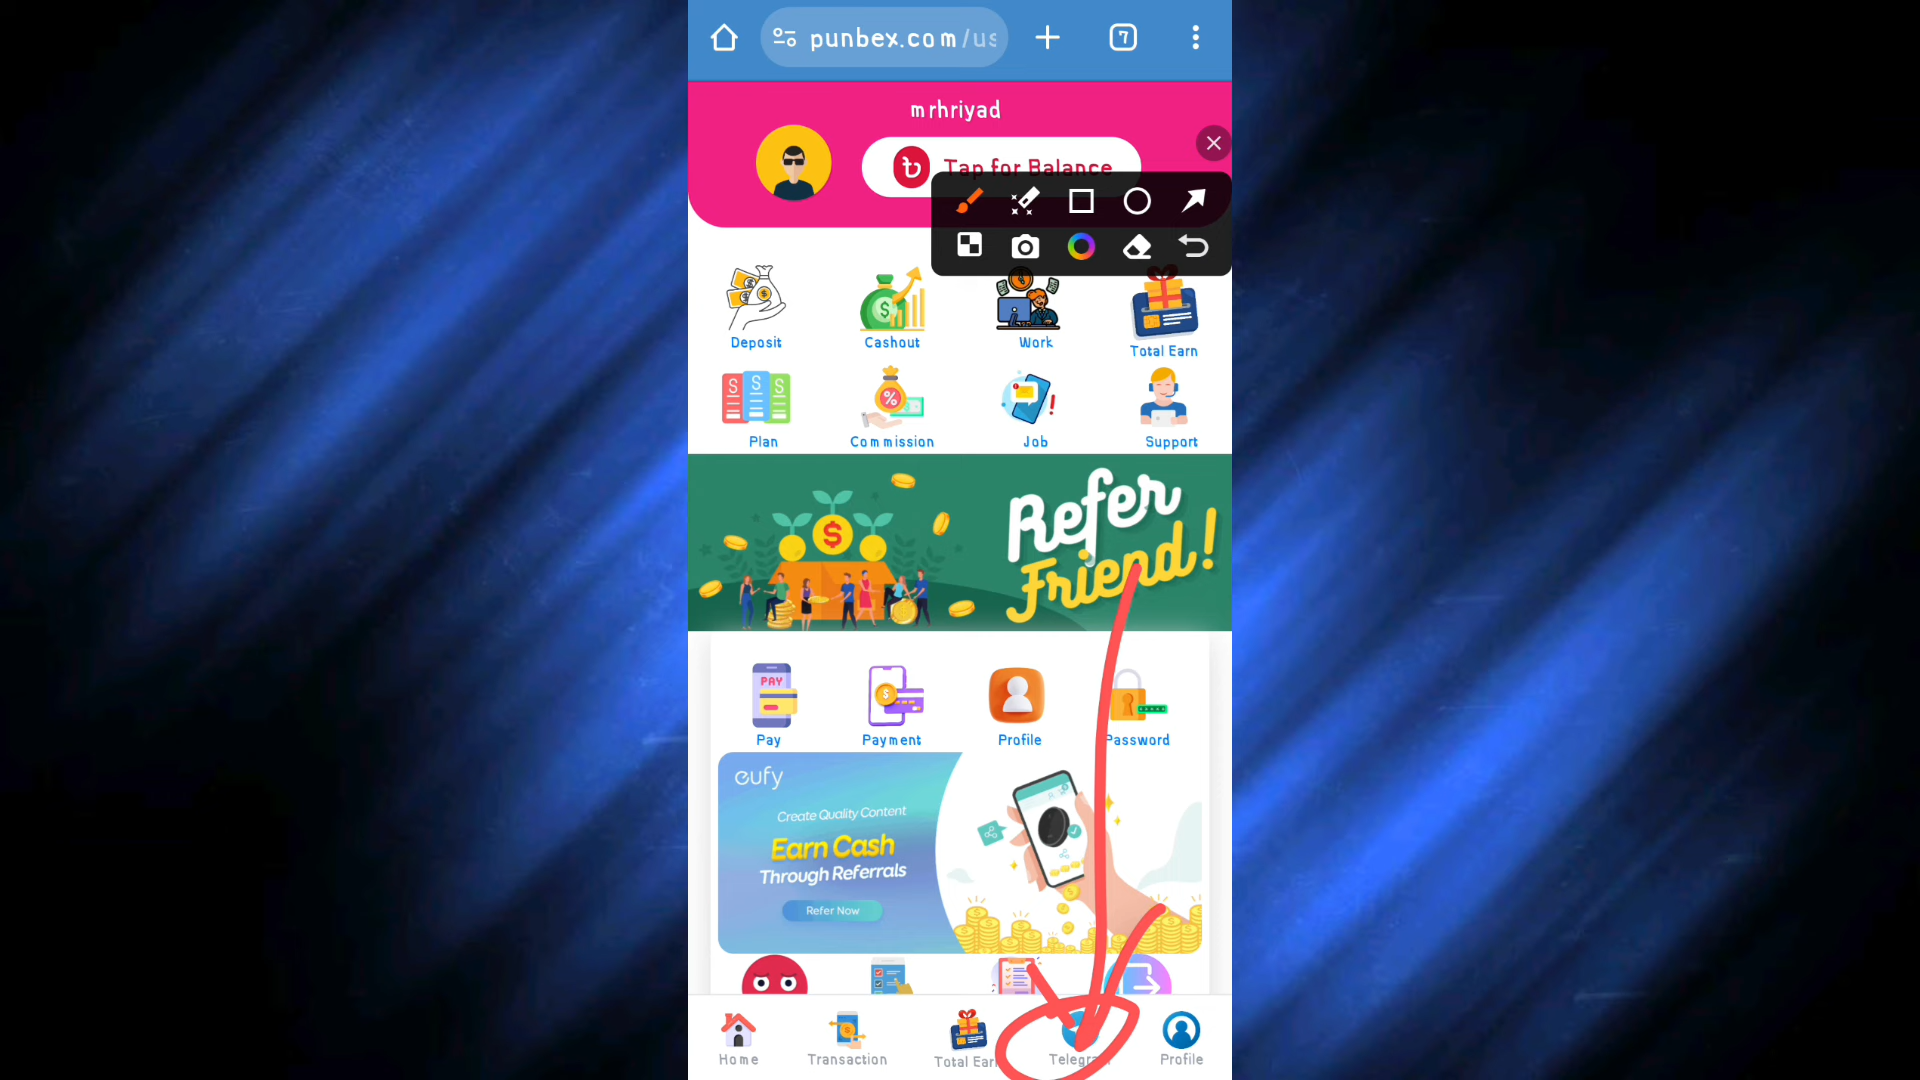 punbex.com/us
7
mrhriyad
Tap for Balance
Deposit
Cashout
Work
Total Earn
Plan
Commission
Job
Support
Refer
Friend!
PAY
Pay
Payment
Profile
Password
eufy
Create Quality Content
Earn Cash
Through Referrals
Refer Now
Home
Transaction
Total Earn
Telegram
Profile